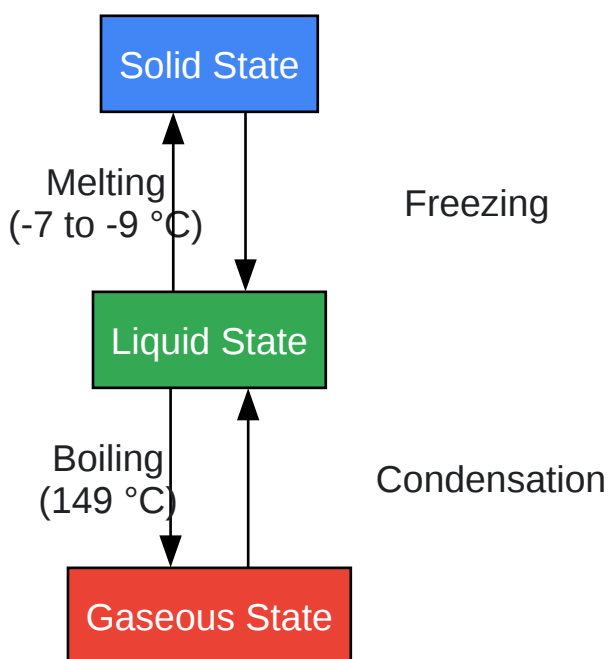 Solid State
Melting
(-7 to -9 °C)
Freezing
Liquid State
Boiling
(149 °C)
Condensation
Gaseous State